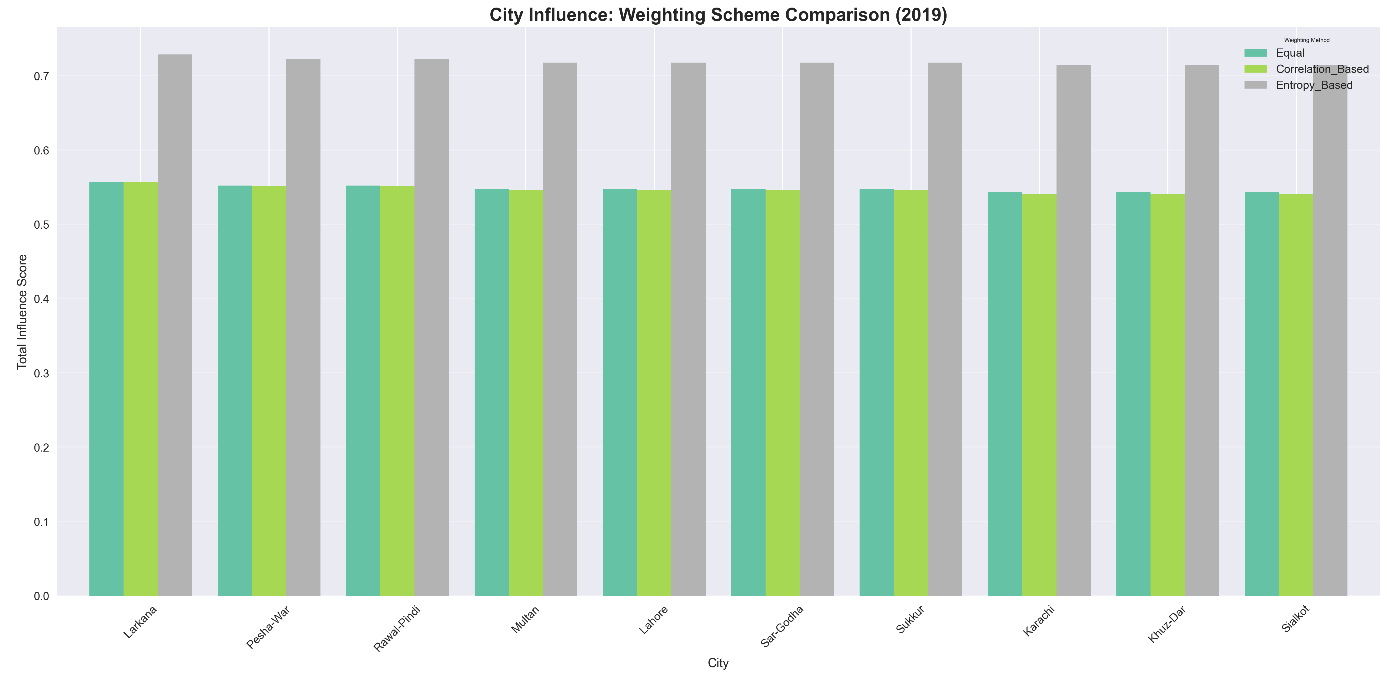 City Influence: Weighting Scheme Comparison (2019)
Weighting Method
Equal
Correlation_Based
Entropy_Based
Total Influence Score
0.7
0.6
0.5
0.4
0.3
0.2
0.1
0.0
Larkana
Pesha-War
Rawal-Pindi
Multan
Lahore
Sar-Godha
Sukkur
Karachi
Khuz-Dar
Sialkot
City